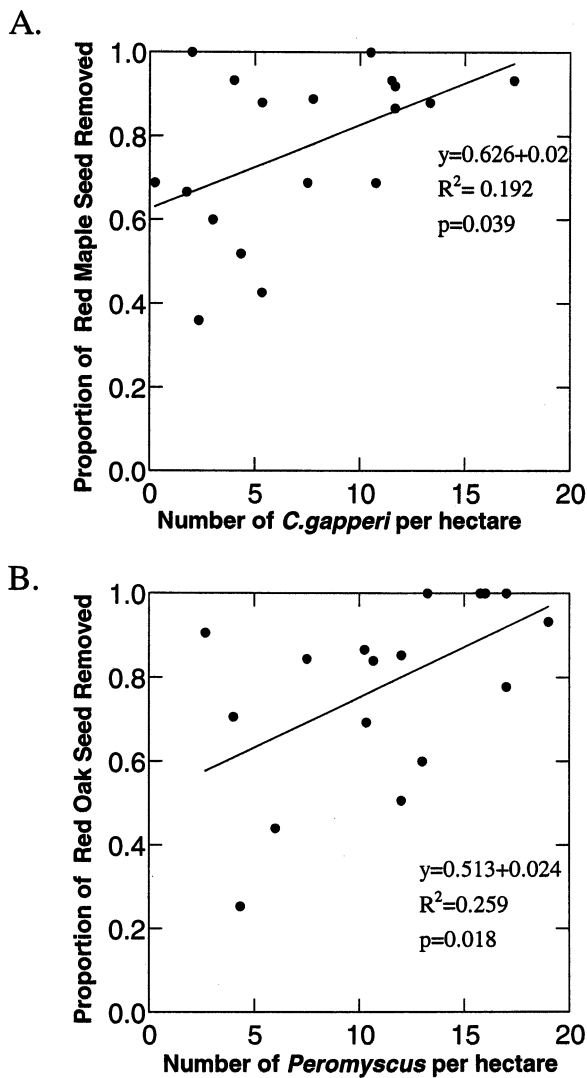 A.
Proportion of Red Maple Seed Removed
1.0
0.8
0.6
0.4
0.2
0.0
y=0.626+0.02
R²= 0.192
p=0.039
0 5 10 15 20
Number of C.gapperi per hectare
B.
Proportion of Red Oak Seed Removed
1.0
0.8
0.6
0.4
0.2
0.0
y=0.513+0.024
R²=0.259
p=0.018
0 5 10 15 20
Number of Peromyscus per hectare